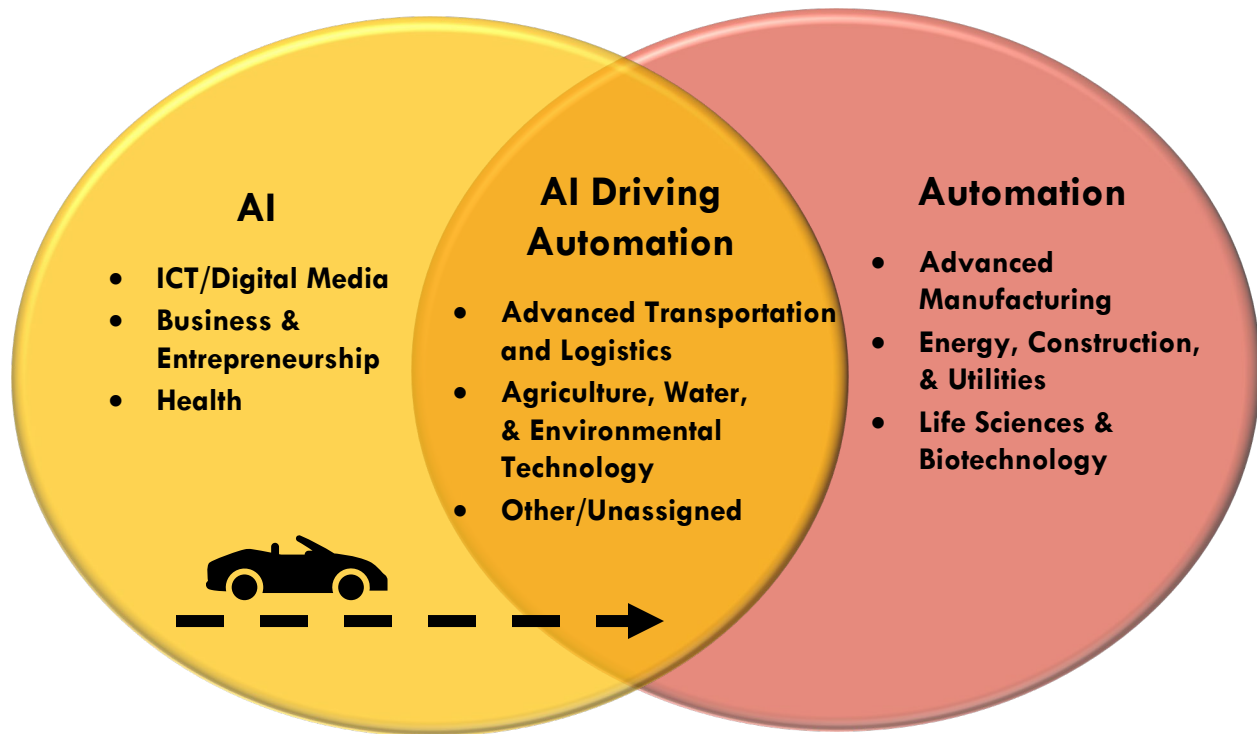 AI
• ICT/Digital Media
• Business &
Entrepreneurship
• Health
AI Driving
Automation
• Advanced Transportation
and Logistics
• Agriculture, Water,
& Environmental
Technology
• Other/Unassigned
Automation
• Advanced
Manufacturing
• Energy, Construction,
& Utilities
• Life Sciences &
Biotechnology